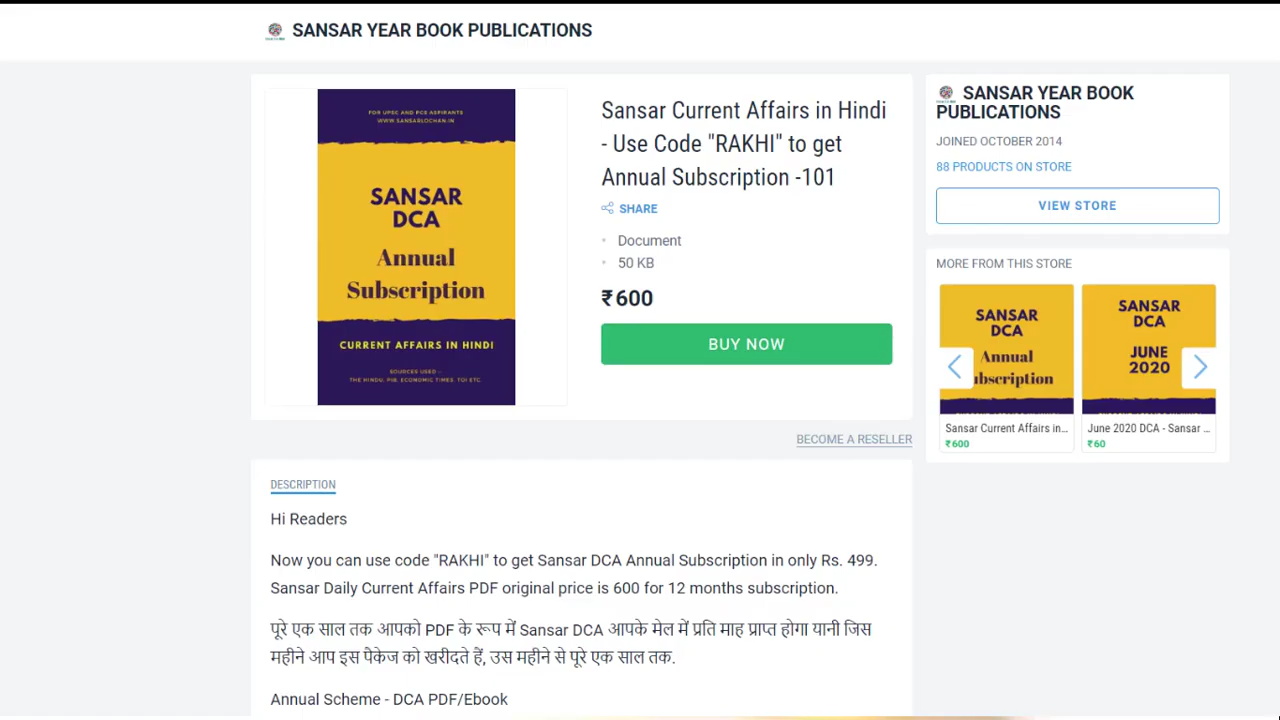 SANSAR YEAR BOOK PUBLICATIONS
FOR UPSC AND PCS ASPIRANTS
WWW.SANSARLOCHAN.IN
SANSAR
DCA
Annual
Subscription
CURRENT AFFAIRS IN HINDI
SOURCES USED –
THE HINDU, PIB, ECONOMIC TIMES, TOI ETC.
Sansar Current Affairs in Hindi
- Use Code "RAKHI" to get
Annual Subscription -101
SHARE
Document
50 KB
₹600
BUY NOW
BECOME A RESELLER
DESCRIPTION
Hi Readers
Now you can use code "RAKHI" to get Sansar DCA Annual Subscription in only Rs. 499.
Sansar Daily Current Affairs PDF original price is 600 for 12 months subscription.
पूरे एक साल तक आपको PDF के रूप में Sansar DCA आपके मेल में प्रति माह प्राप्त होगा यानी जिस
महीने आप इस पैकेज को खरीदते हैं, उस महीने से पूरे एक साल तक.
Annual Scheme - DCA PDF/Ebook
SANSAR YEAR BOOK
PUBLICATIONS
JOINED OCTOBER 2014
88 PRODUCTS ON STORE
VIEW STORE
MORE FROM THIS STORE
SANSAR
DCA
Annual
ubscription
Sansar Current Affairs in...
₹600
SANSAR
DCA
JUNE
2020
June 2020 DCA - Sansar ...
₹60